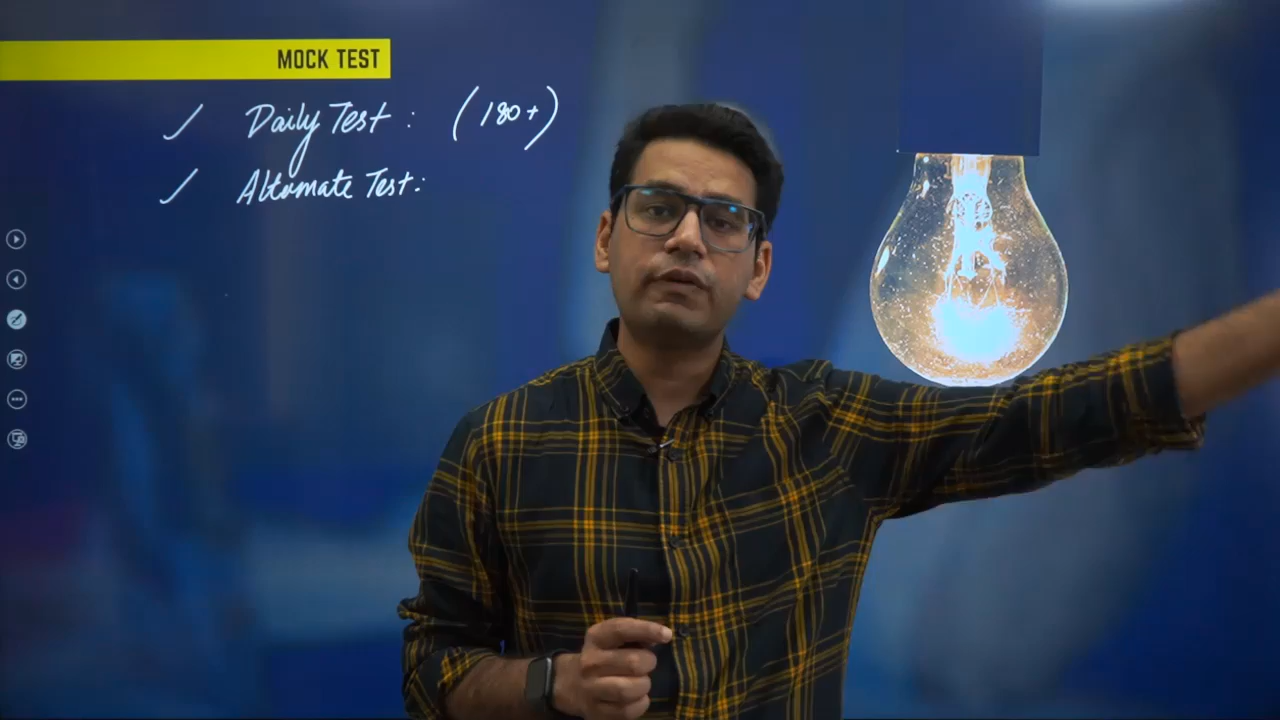 MOCK TEST
✓ Daily Test : (180+)
✓ Alternate Test :